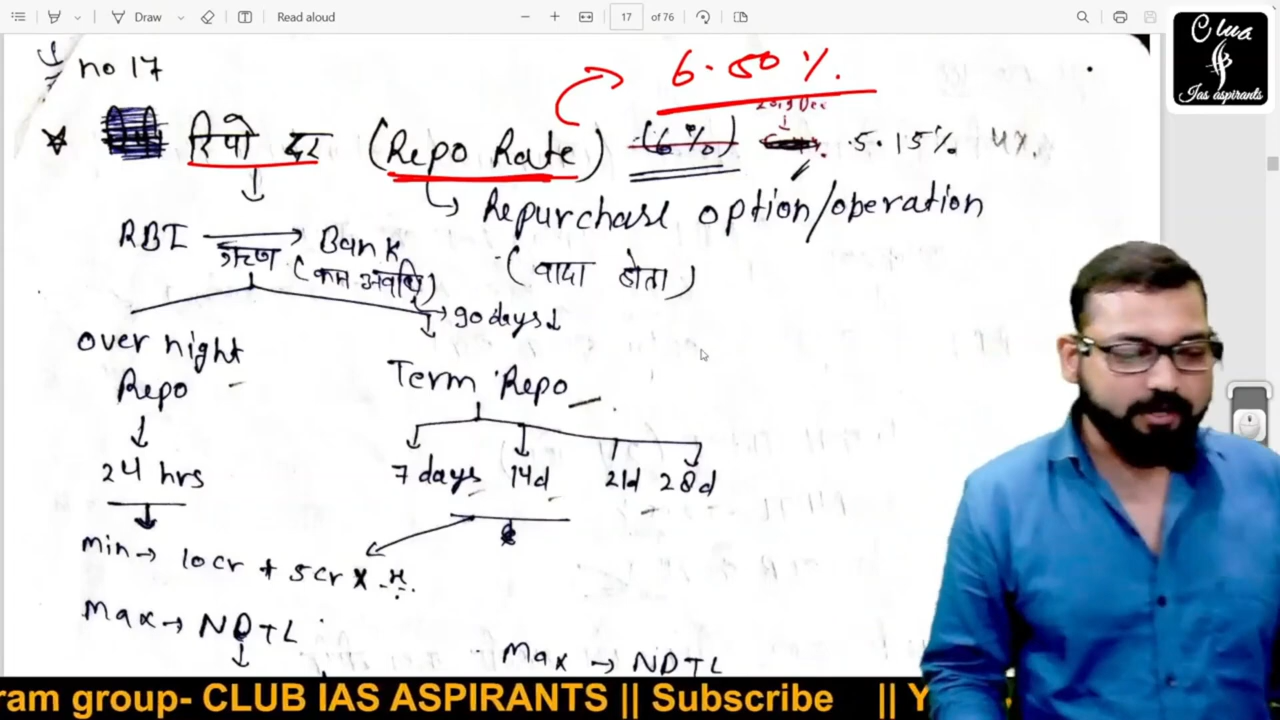 Draw
Read aloud
17 of 76
Club
Ias aspirants
no 17
6.50 %
2019 Dec
रिपो दर (Repo Rate) (6%) 5.15% 4%.
Repurchase option/operation
RBI → Bank
ऋण (कम अवधि) (वादा होता)
90 days↓
over night Repo
Term Repo
24 hrs
7 days 14d 21d 28d
min → 10cr + 5cr x
Max → NDTL
Max → NDTL
ram group- CLUB IAS ASPIRANTS || Subscribe || Y